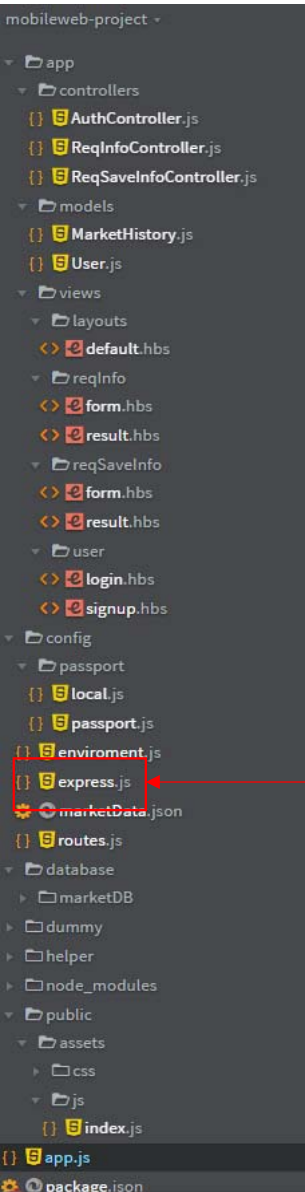 mobileweb-project
app
controllers
{} AuthController.js
{} ReqInfoController.js
{} ReqSaveInfoController.js
models
{} MarketHistory.js
{} User.js
views
layouts
<> default.hbs
reqInfo
<> form.hbs
<> result.hbs
reqSaveInfo
<> form.hbs
<> result.hbs
user
<> login.hbs
<> signup.hbs
config
passport
{} local.js
{} passport.js
{} enviroment.js
{} express.js
marketData.json
{} routes.js
database
marketDB
dummy
helper
node_modules
public
assets
css
js
{} index.js
{} app.js
package.json